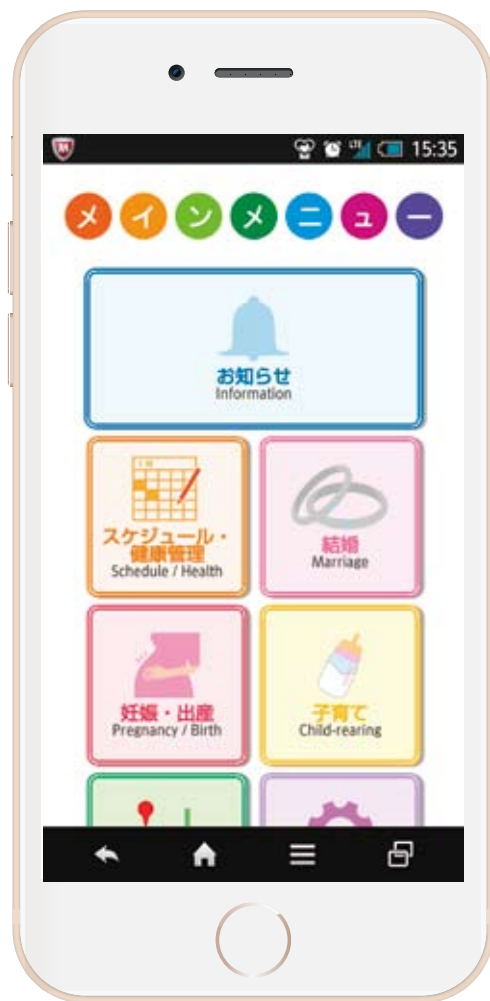 15:35
メインメニュー
お知らせ
Information
スケジュール・
健康管理
Schedule / Health
結婚
Marriage
妊娠・出産
Pregnancy / Birth
子育て
Child-rearing